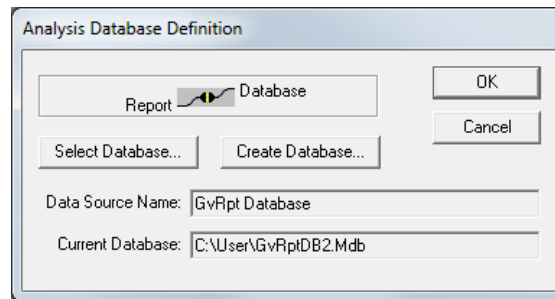 Analysis Database Definition
Report Database
OK
Cancel
Select Database... Create Database...
Data Source Name: GvRpt Database
Current Database: C:\User\GvRptDB2.Mdb